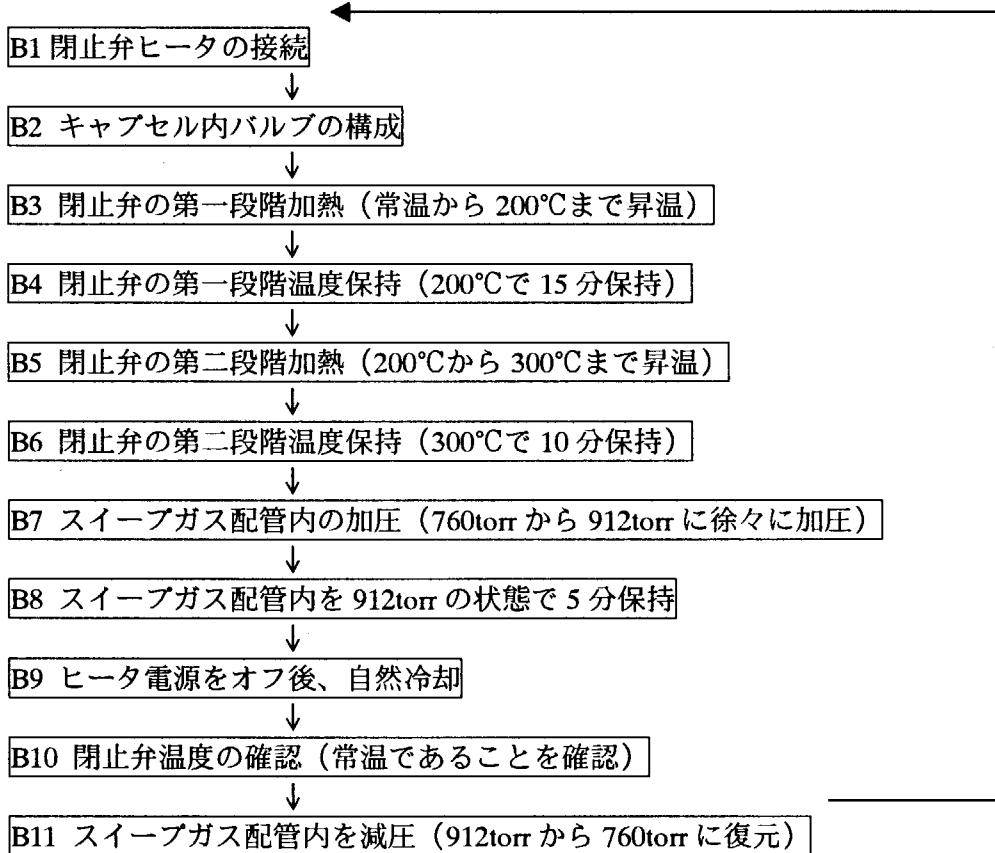 B1 閉止弁ヒータの接続
B2 キャプセル内バルブの構成
B3 閉止弁の第一段階加熱（常温から 200℃まで昇温）
B4 閉止弁の第一段階温度保持（200℃で 15 分保持）
B5 閉止弁の第二段階加熱（200℃から 300℃まで昇温）
B6 閉止弁の第二段階温度保持（300℃で 10 分保持）
B7 スイープガス配管内の加圧（760torr から 912torr に徐々に加圧）
B8 スイープガス配管内を 912torr の状態で 5 分保持
B9 ヒータ電源をオフ後、自然冷却
B10 閉止弁温度の確認（常温であることを確認）
B11 スイープガス配管内を減圧（912torr から 760torr に復元）